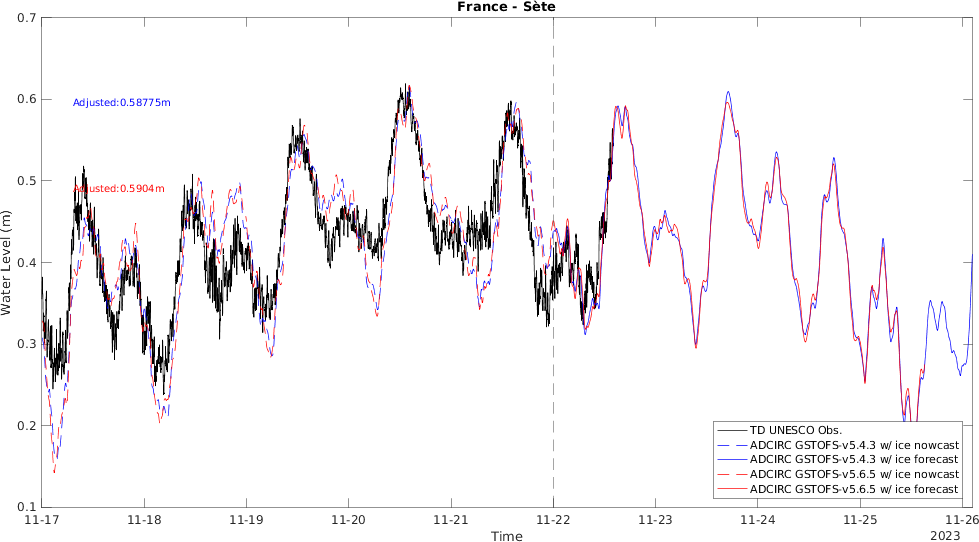 France - Sète
0.7
0.6
0.5
0.4
0.3
0.2
0.1
Water Level (m)
Adjusted:0.58775m
Adjusted:0.5904m
TD UNESCO Obs.
ADCIRC GSTOFS-v5.4.3 w/ ice nowcast
ADCIRC GSTOFS-v5.4.3 w/ ice forecast
ADCIRC GSTOFS-v5.6.5 w/ ice nowcast
ADCIRC GSTOFS-v5.6.5 w/ ice forecast
11-17 11-18 11-19 11-20 11-21 11-22 11-23 11-24 11-25 11-26
Time
2023